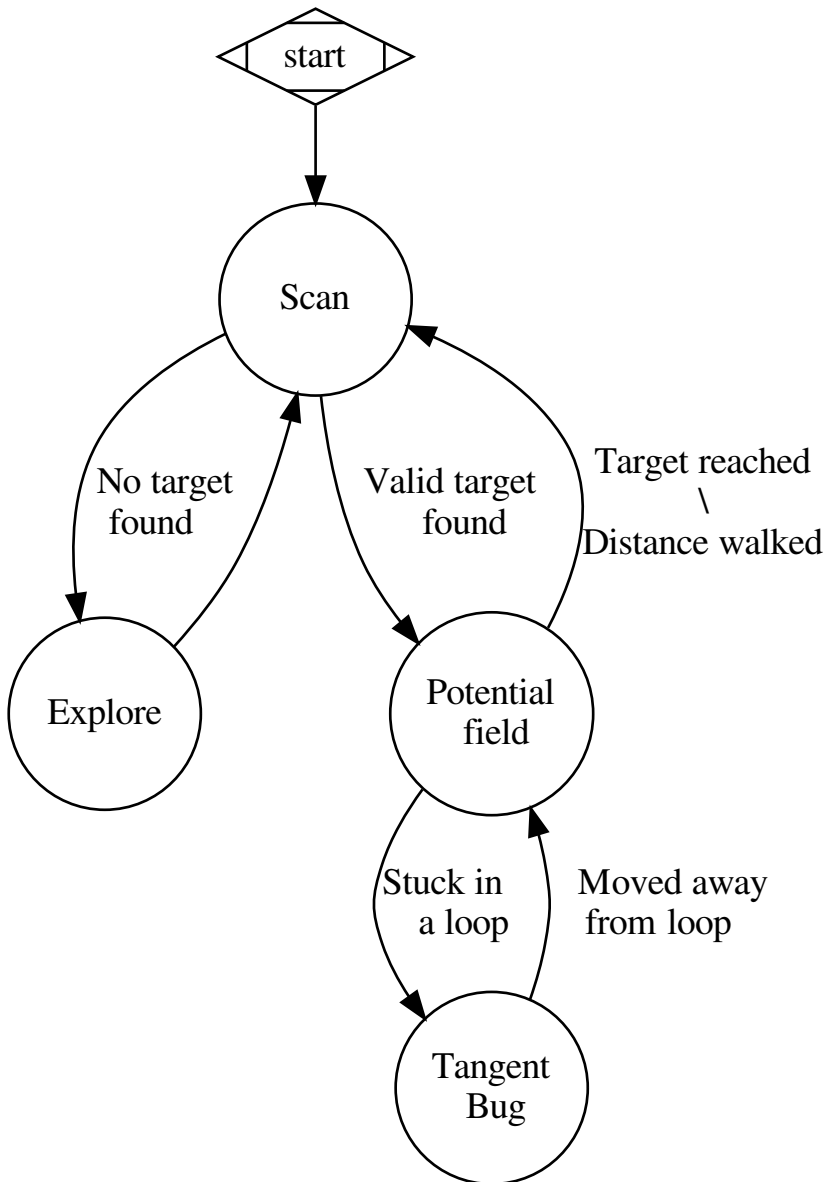 start
Scan
No target
found
Valid target
found
Target reached
\
Distance walked
Explore
Potential
field
Stuck in
a loop
Moved away
from loop
Tangent
Bug